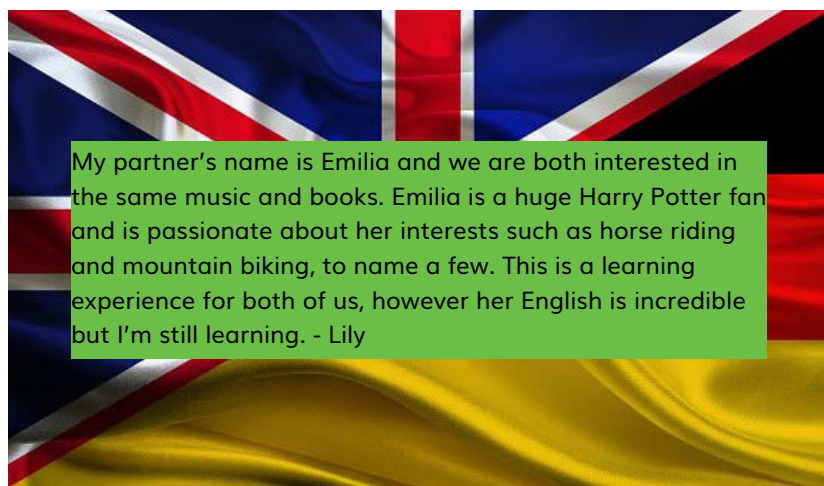 My partner’s name is Emilia and we are both interested in
the same music and books. Emilia is a huge Harry Potter fan
and is passionate about her interests such as horse riding
and mountain biking, to name a few. This is a learning
experience for both of us, however her English is incredible
but I’m still learning. - Lily